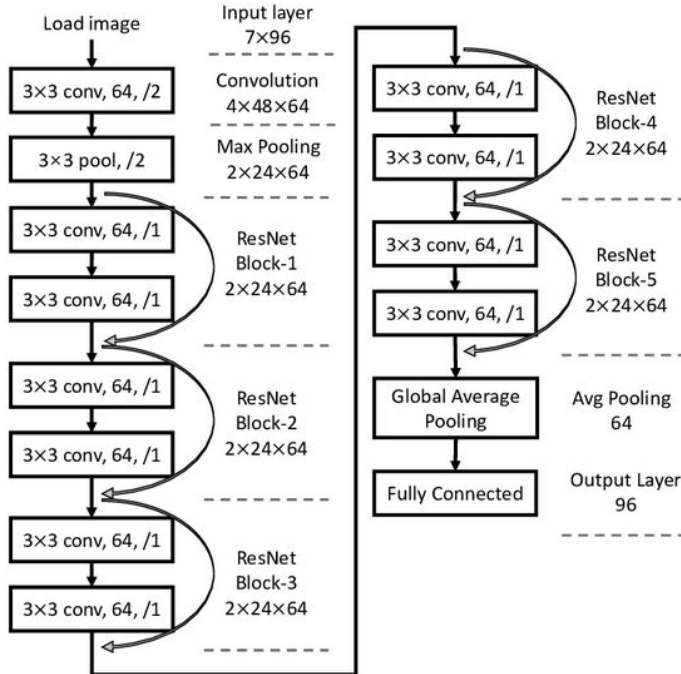 Load image
Input layer
7×96
3×3 conv, 64, /2
Convolution
4×48×64
3×3 pool, /2
Max Pooling
2×24×64
3×3 conv, 64, /1
3×3 conv, 64, /1
ResNet
Block-1
2×24×64
3×3 conv, 64, /1
3×3 conv, 64, /1
ResNet
Block-2
2×24×64
3×3 conv, 64, /1
3×3 conv, 64, /1
ResNet
Block-3
2×24×64
3×3 conv, 64, /1
3×3 conv, 64, /1
ResNet
Block-4
2×24×64
3×3 conv, 64, /1
3×3 conv, 64, /1
ResNet
Block-5
2×24×64
Global Average
Pooling
Avg Pooling
64
Fully Connected
Output Layer
96